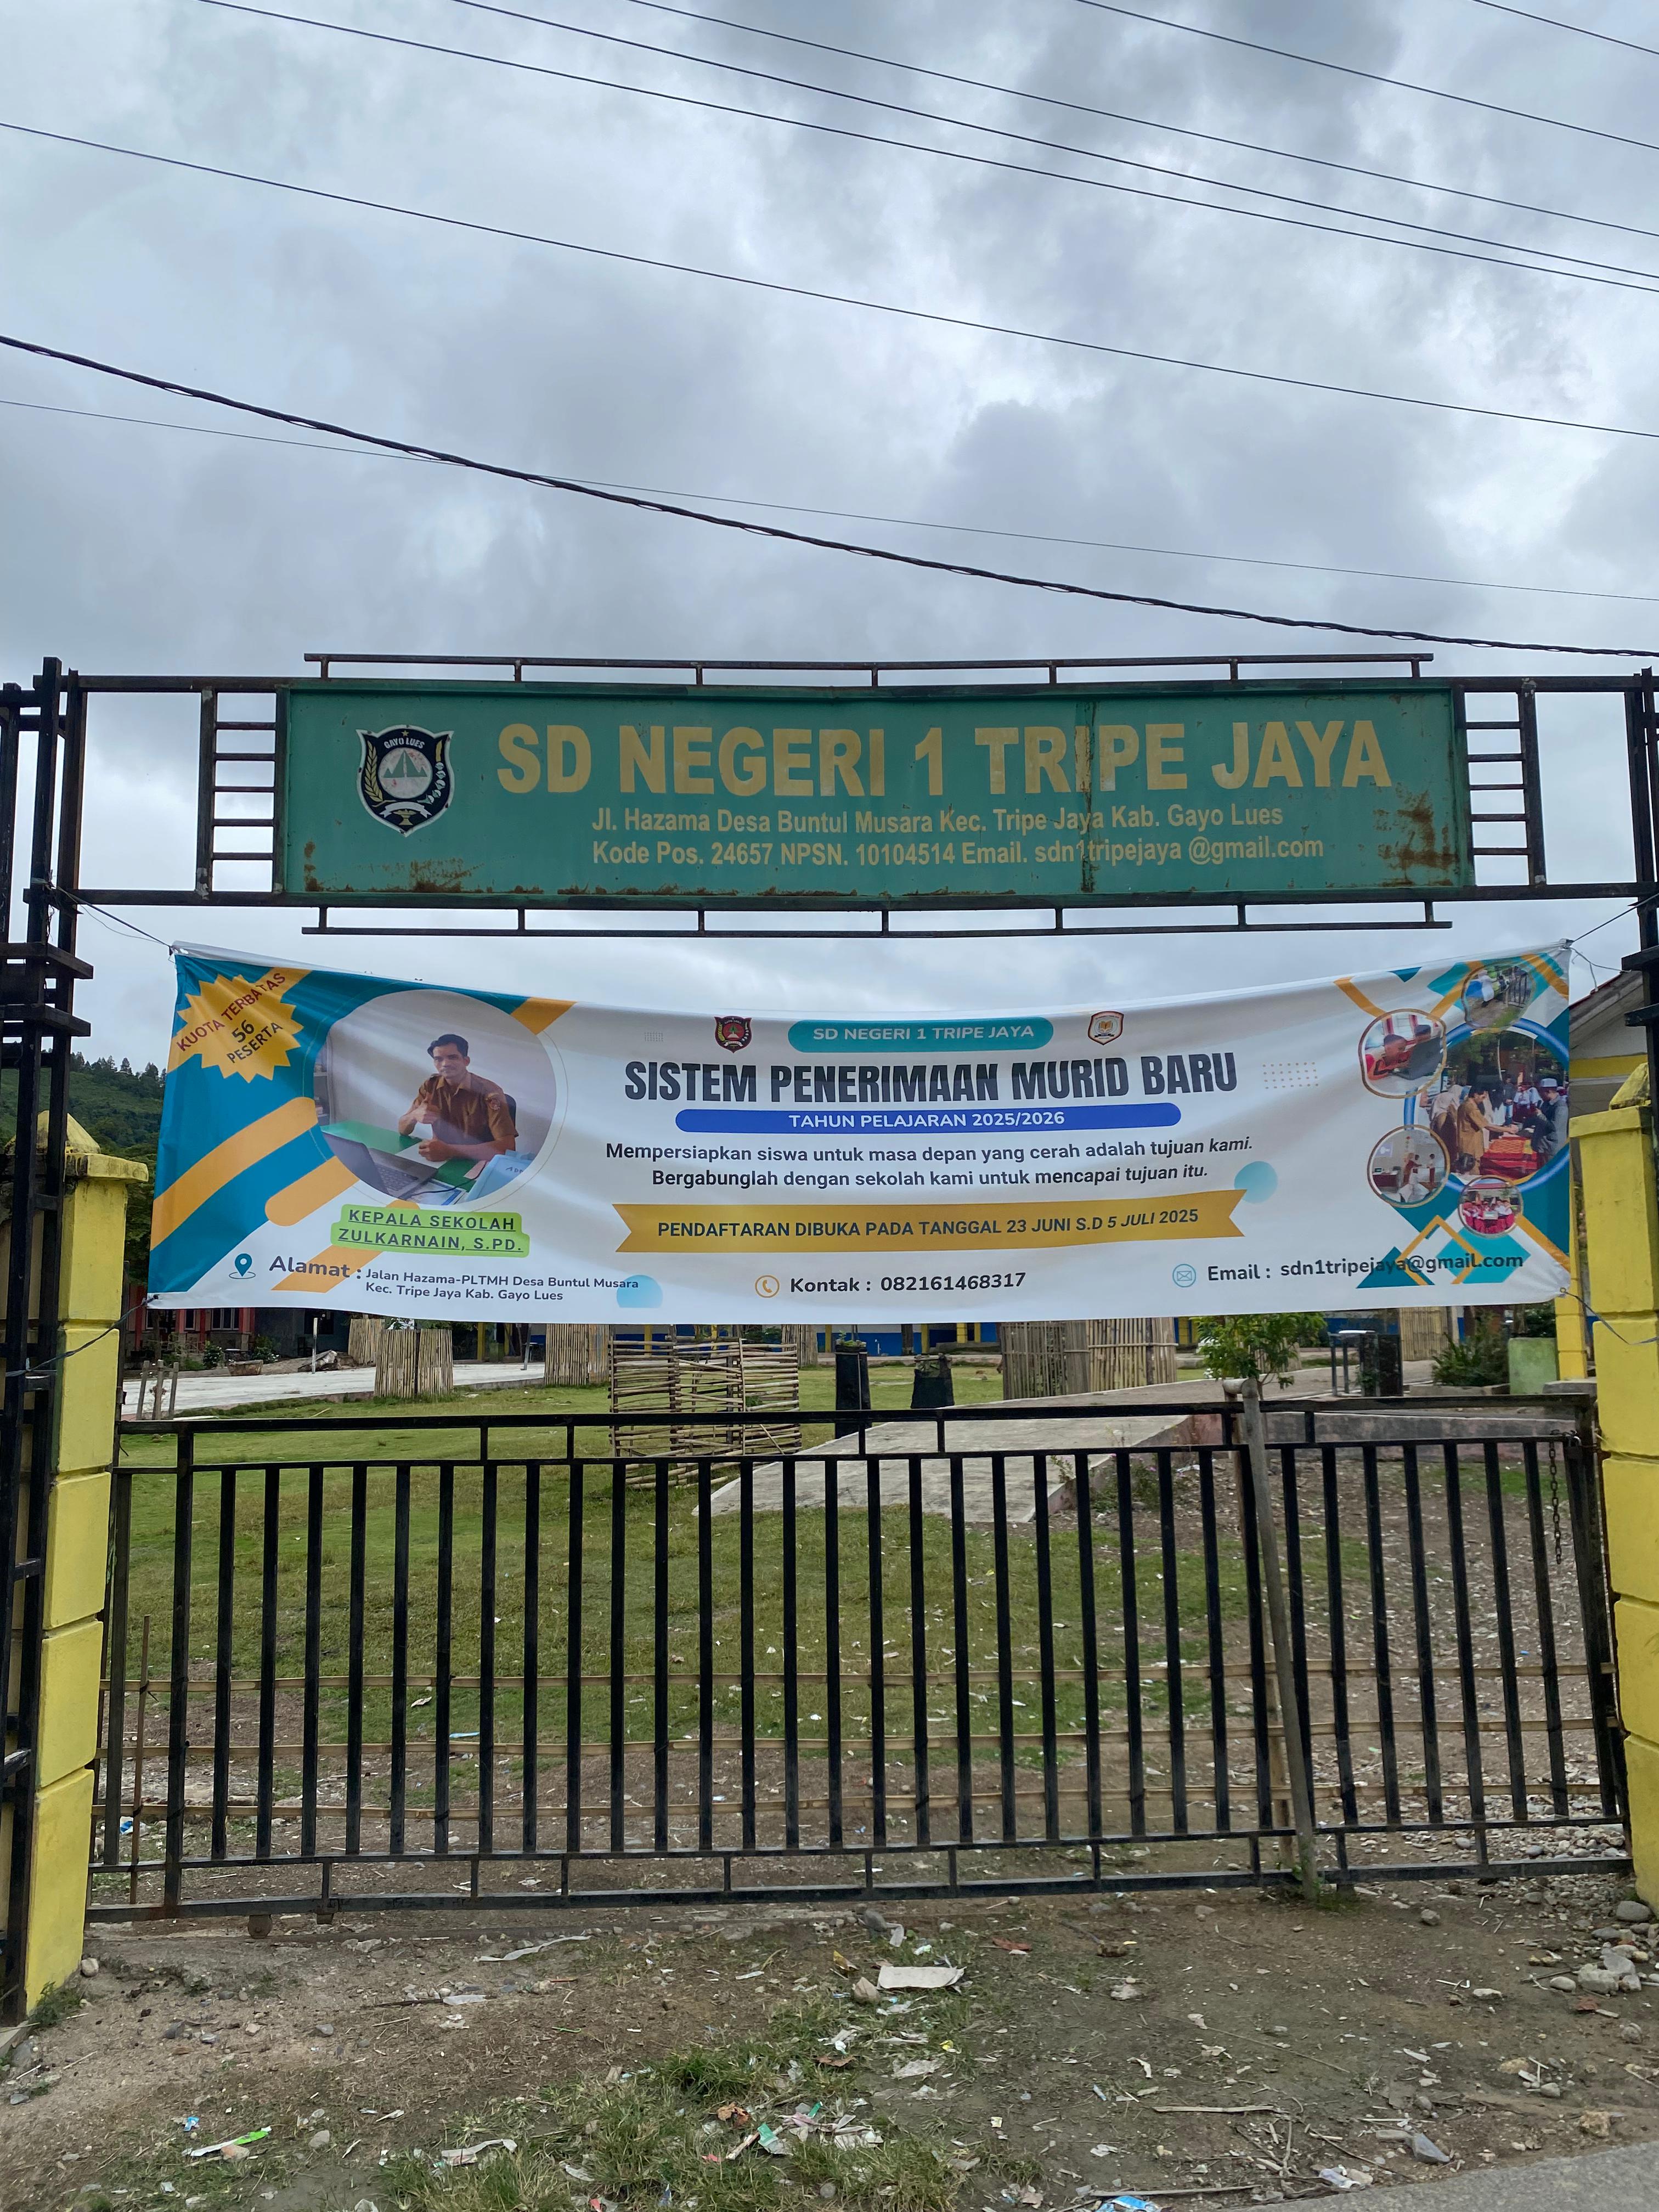 GAYO LUES
SD NEGERI 1 TRIPE JAYA
Jl. Hazama Desa Buntul Musara Kec. Tripe Jaya Kab. Gayo Lues
Kode Pos. 24657 NPSN. 10104514 Email. sdn1tripejaya @gmail.com
KUOTA TERBATAS
56
PESERTA
SD NEGERI 1 TRIPE JAYA
SISTEM PENERIMAAN MURID BARU
TAHUN PELAJARAN 2025/2026
Mempersiapkan siswa untuk masa depan yang cerah adalah tujuan kami.
Bergabunglah dengan sekolah kami untuk mencapai tujuan itu.
PENDAFTARAN DIBUKA PADA TANGGAL 23 JUNI S.D 5 JULI 2025
KEPALA SEKOLAH
ZULKARNAIN, S.PD.
Alamat : Jalan Hazama-PLTMH Desa Buntul Musara
Kec. Tripe Jaya Kab. Gayo Lues
Kontak : 082161468317
Email : sdn1tripejaya@gmail.com